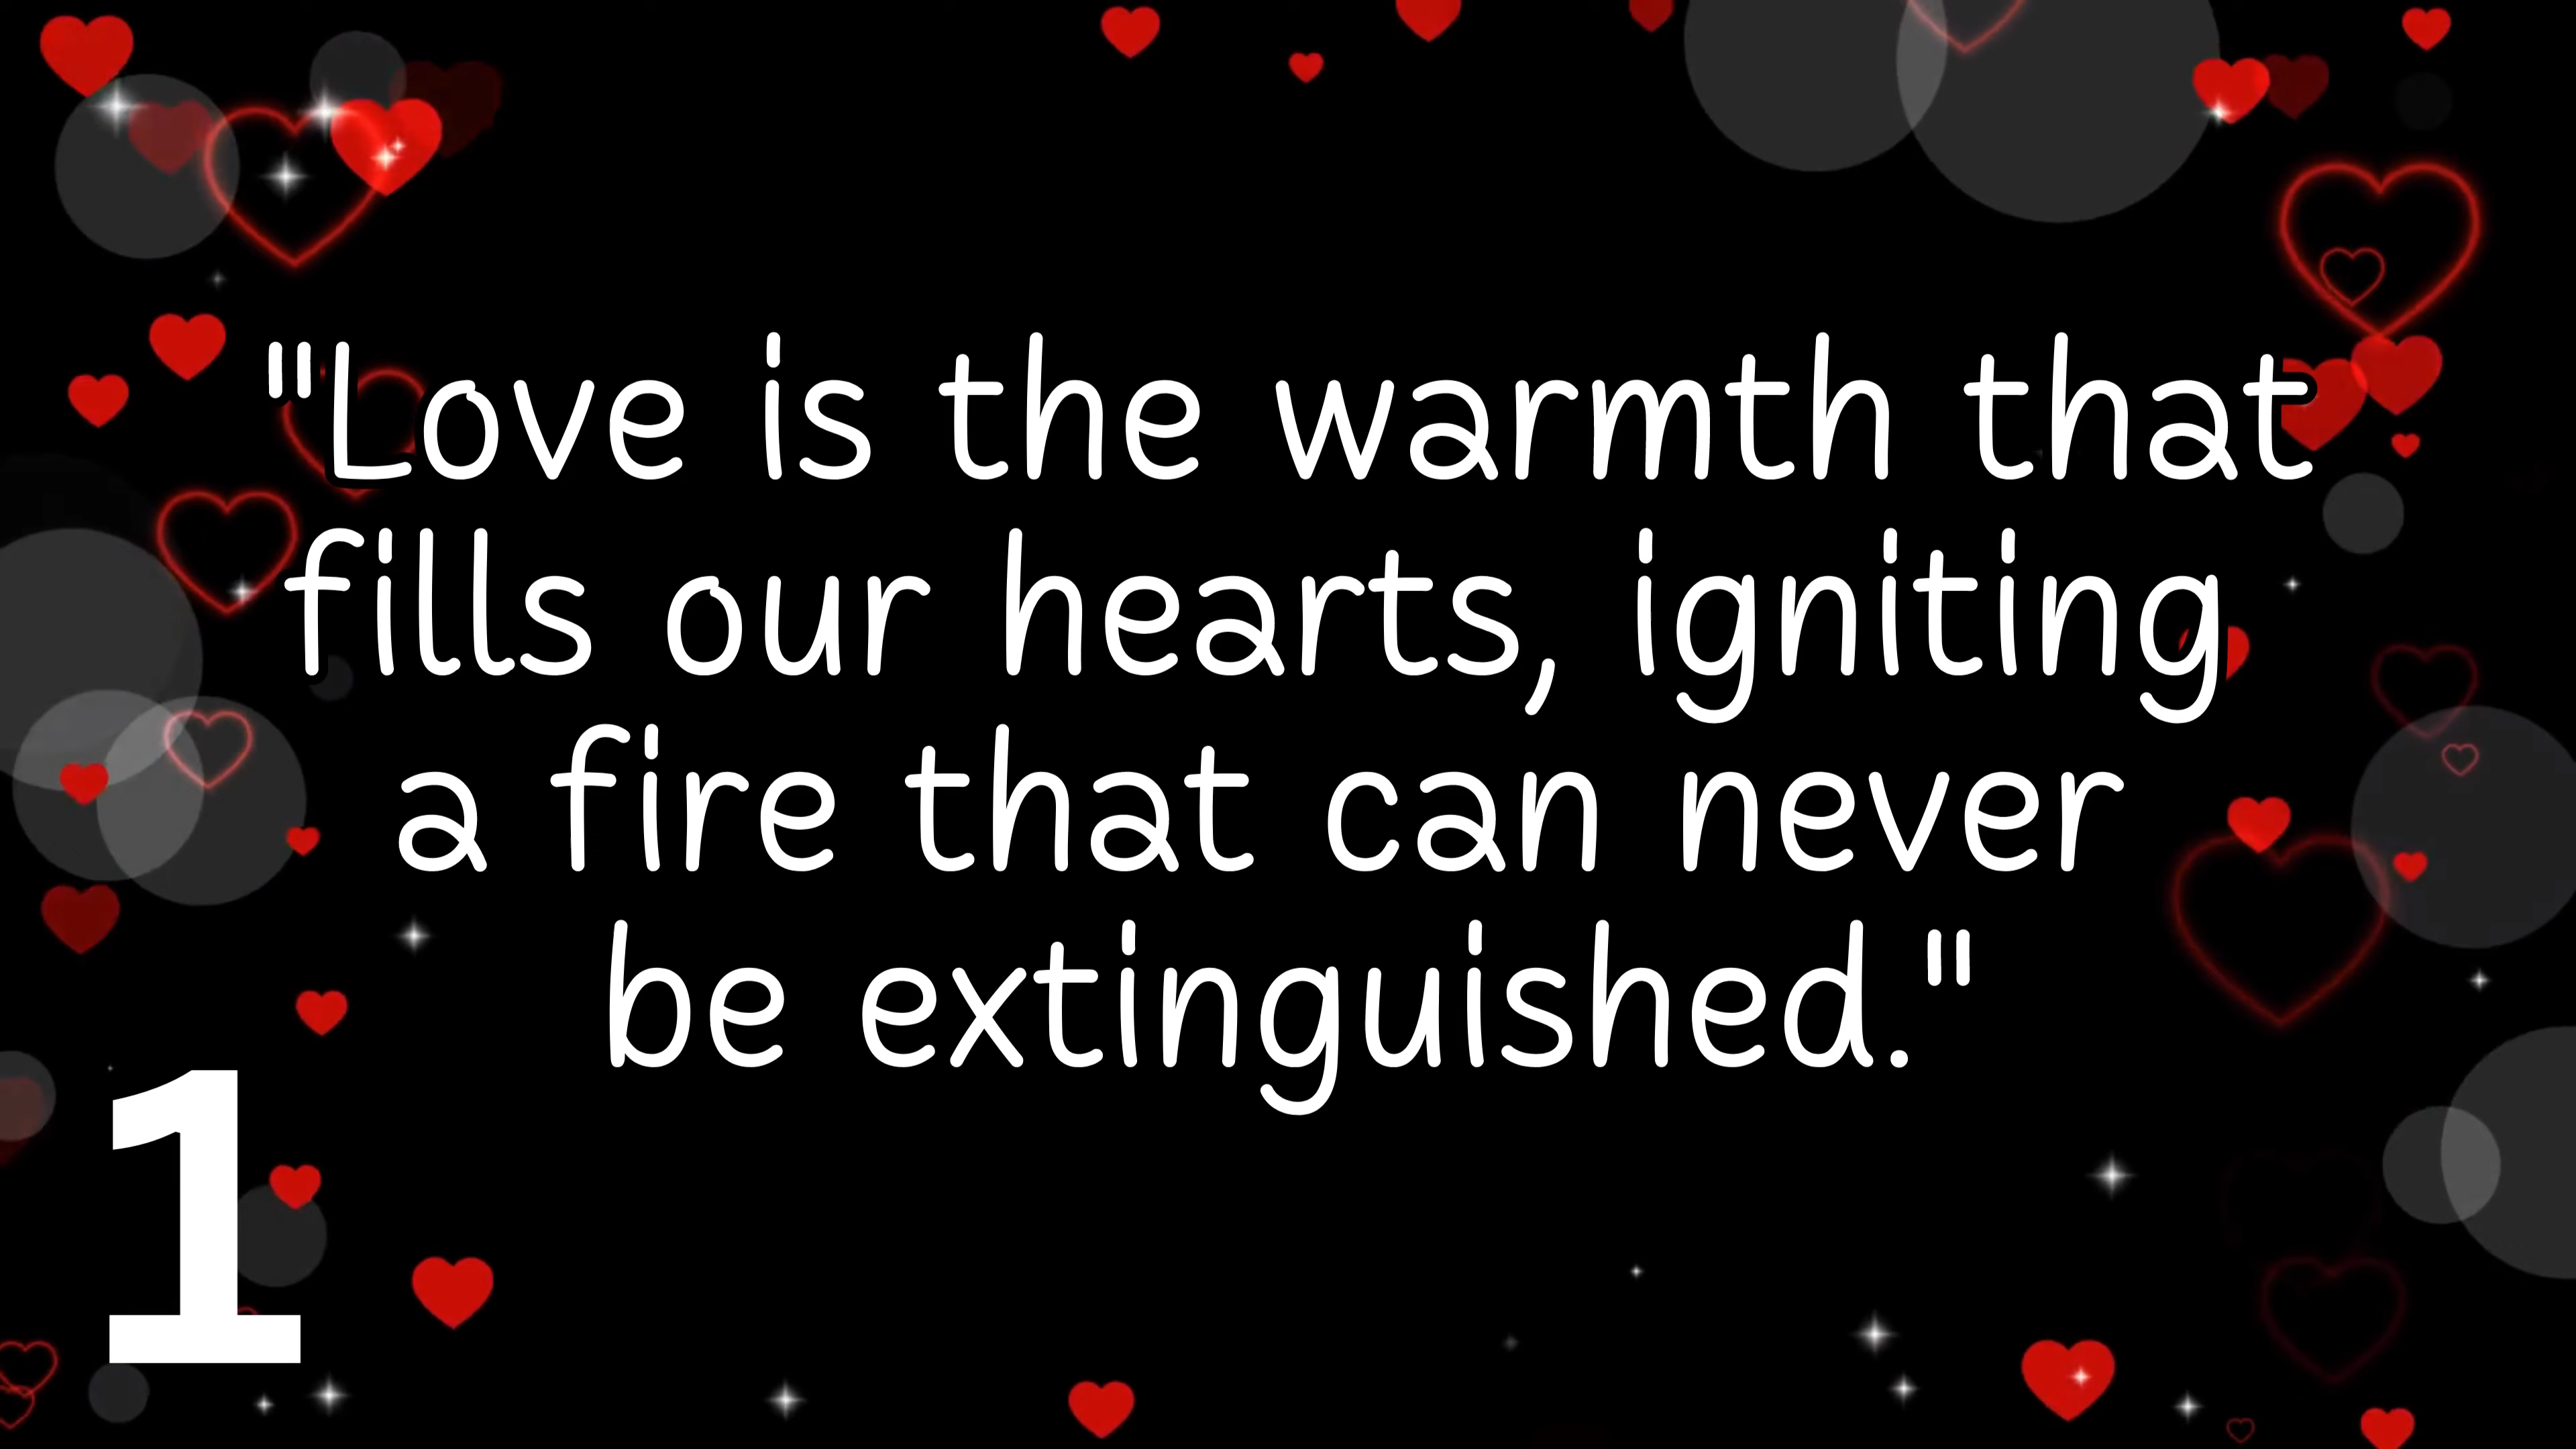 "Love is the warmth that
fills our hearts, igniting
a fire that can never
be extinguished."
1